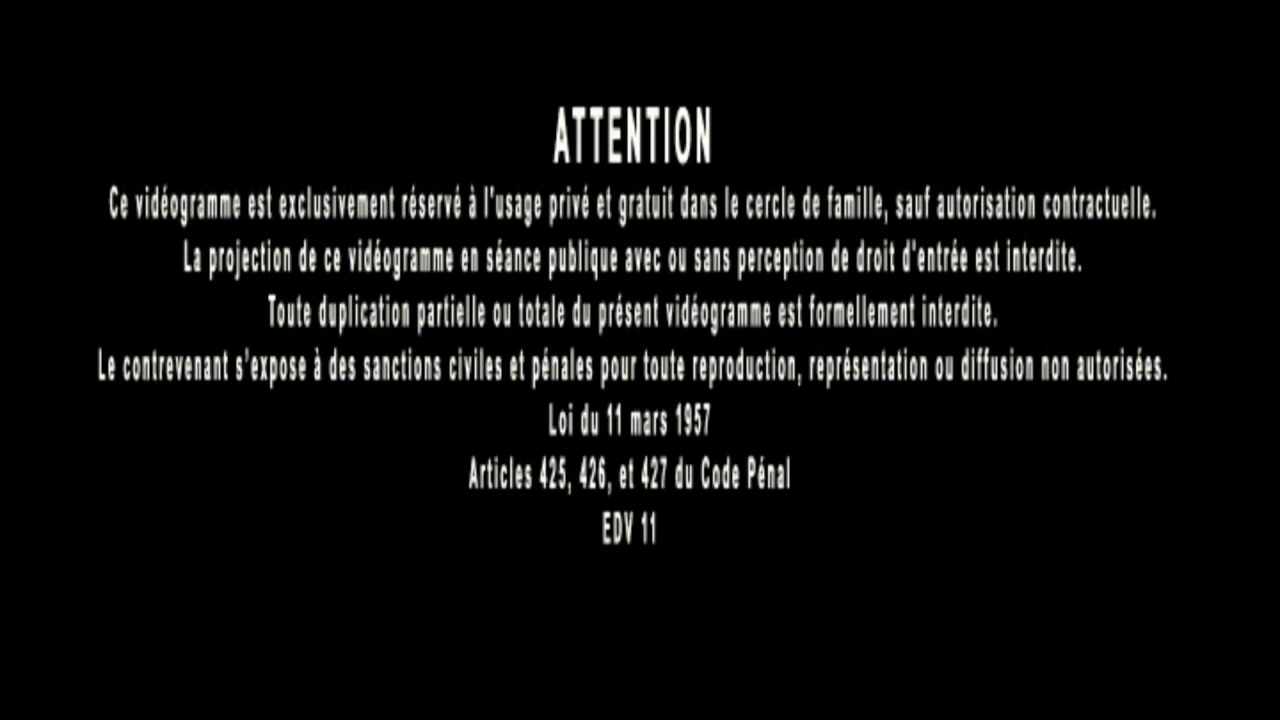 ATTENTION
Ce vidéogramme est exclusivement réservé à l'usage privé et gratuit dans le cercle de famille, sauf autorisation contractuelle.
La projection de ce vidéogramme en séance publique avec ou sans perception de droit d'entrée est interdite.
Toute duplication partielle ou totale du présent vidéogramme est formellement interdite.
Le contrevenant s'expose à des sanctions civiles et pénales pour toute reproduction, représentation ou diffusion non autorisées.
Loi du 11 mars 1957
Articles 425, 426, et 427 du Code Pénal
EDV 11